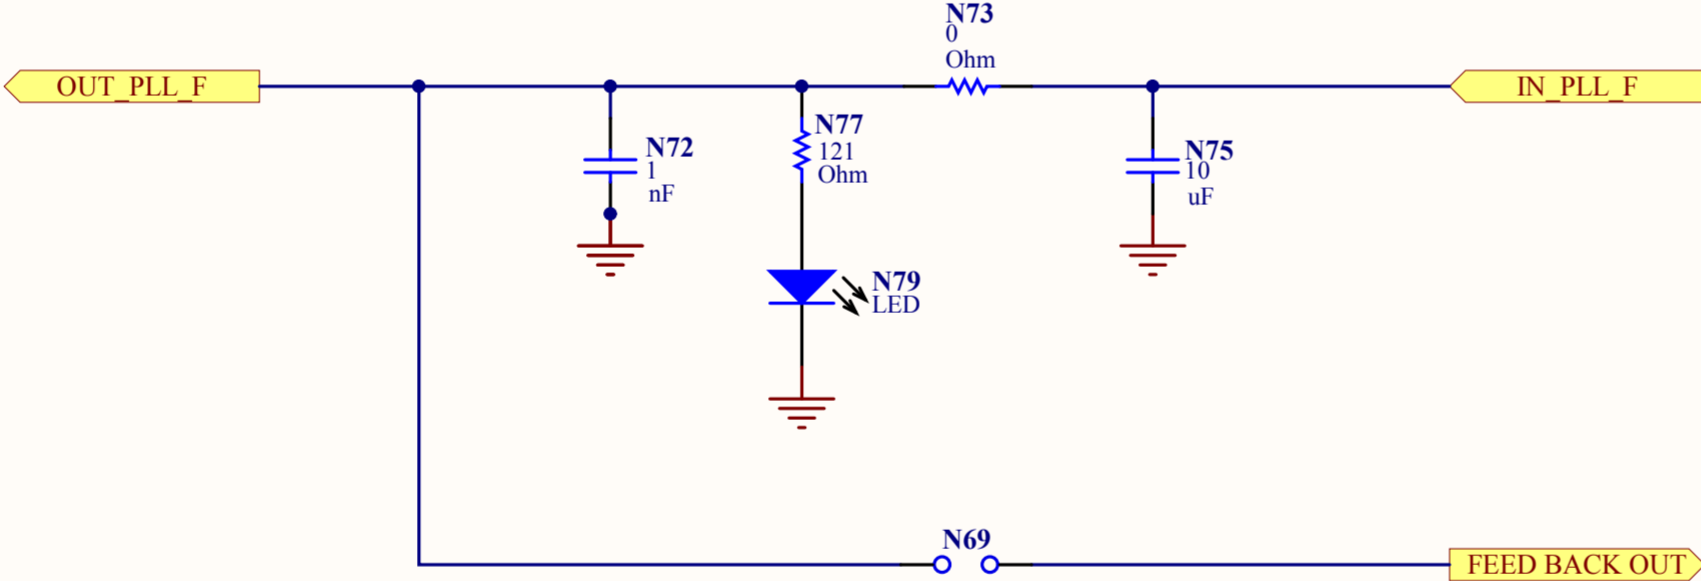 N73
0
Ohm
OUT_PLL_F
IN_PLL_F
N77
121
Ohm
N72
1
nF
N75
10
uF
N79
LED
N69
FEED BACK OUT